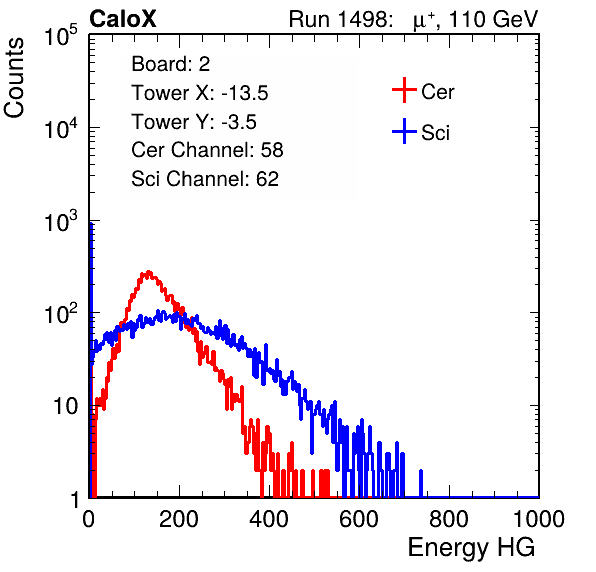 CaloX Run 1498: μ⁺, 110 GeV
Counts
Board: 2
Tower X: -13.5
Tower Y: -3.5
Cer Channel: 58
Sci Channel: 62
Cer
Sci
10⁵
10⁴
10³
10²
10
1
0 200 400 600 800 1000
Energy HG